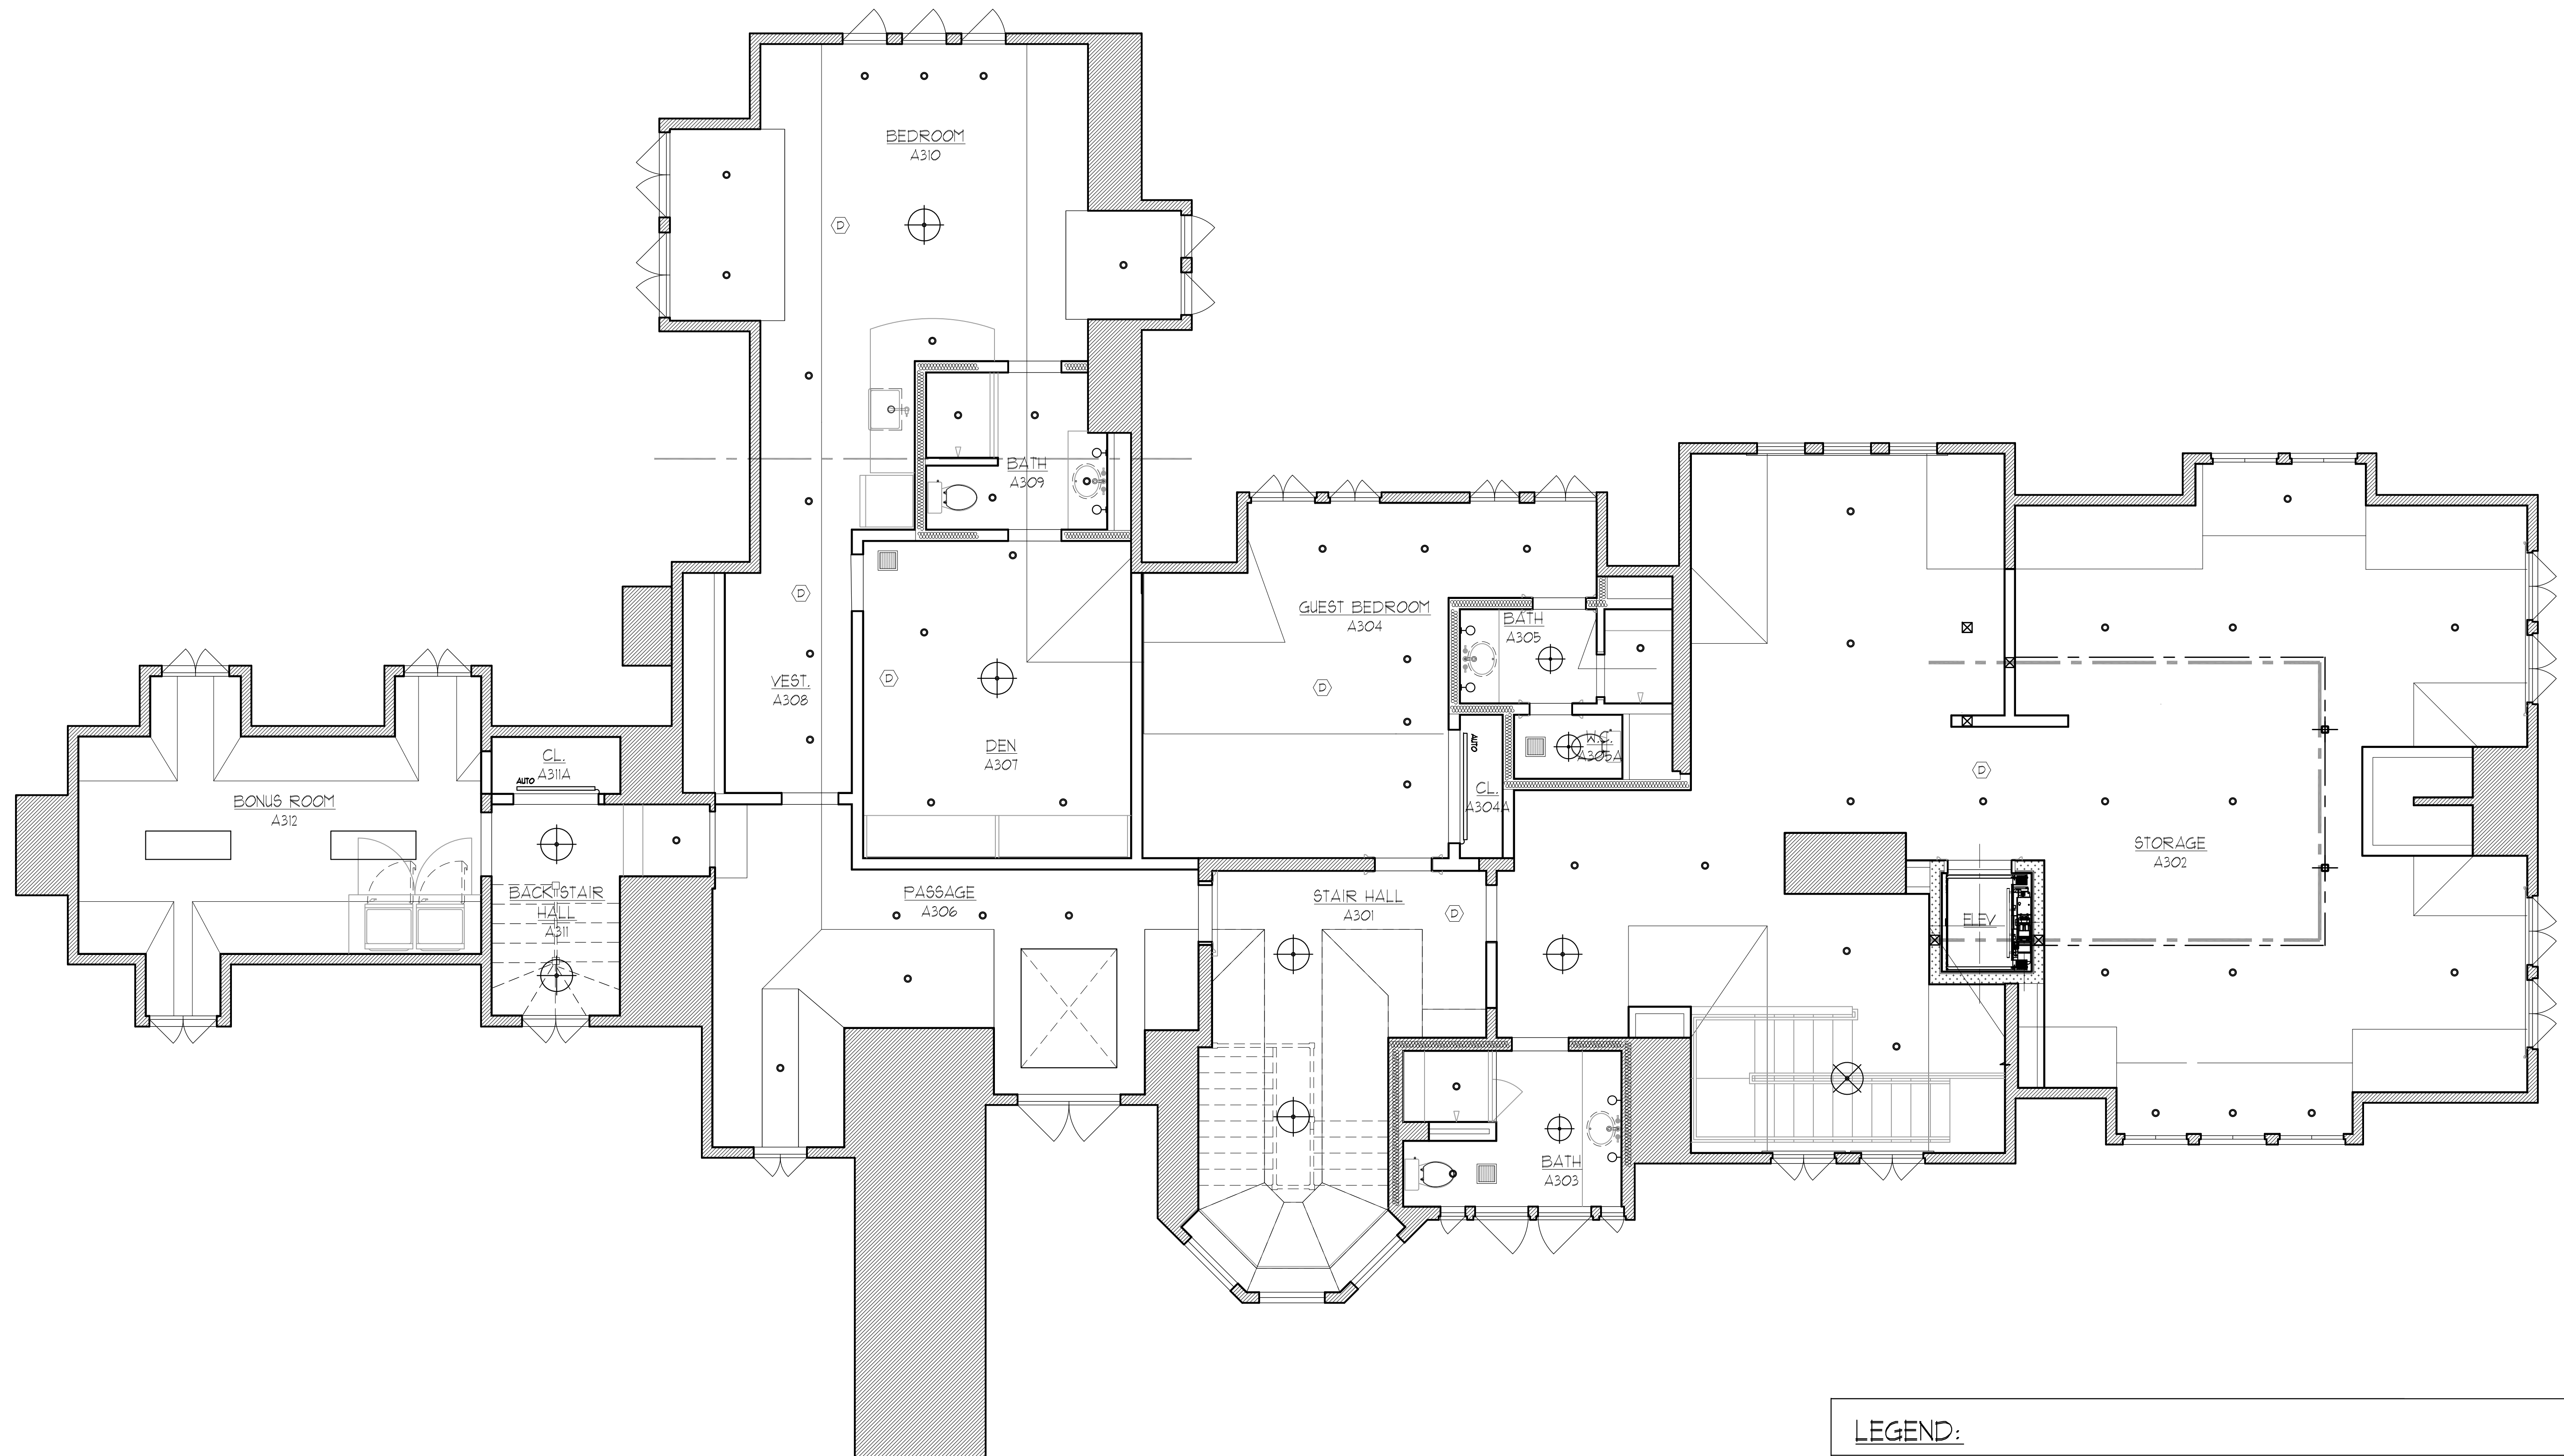 BEDROOM
A310
D
BATH
A309
D
GUEST BEDROOM
A304
BATH
A305
D
VEST.
A308
D
DEN
A307
W.C.
A305A
CL.
A311A
AUTO
AUTO
CL.
A304A
D
BONUS ROOM
A312
STORAGE
A302
BACK STAIR
HALL
A311
PASSAGE
A306
STAIR HALL
A301
D
ELEV.
BATH
A303
LEGEND: